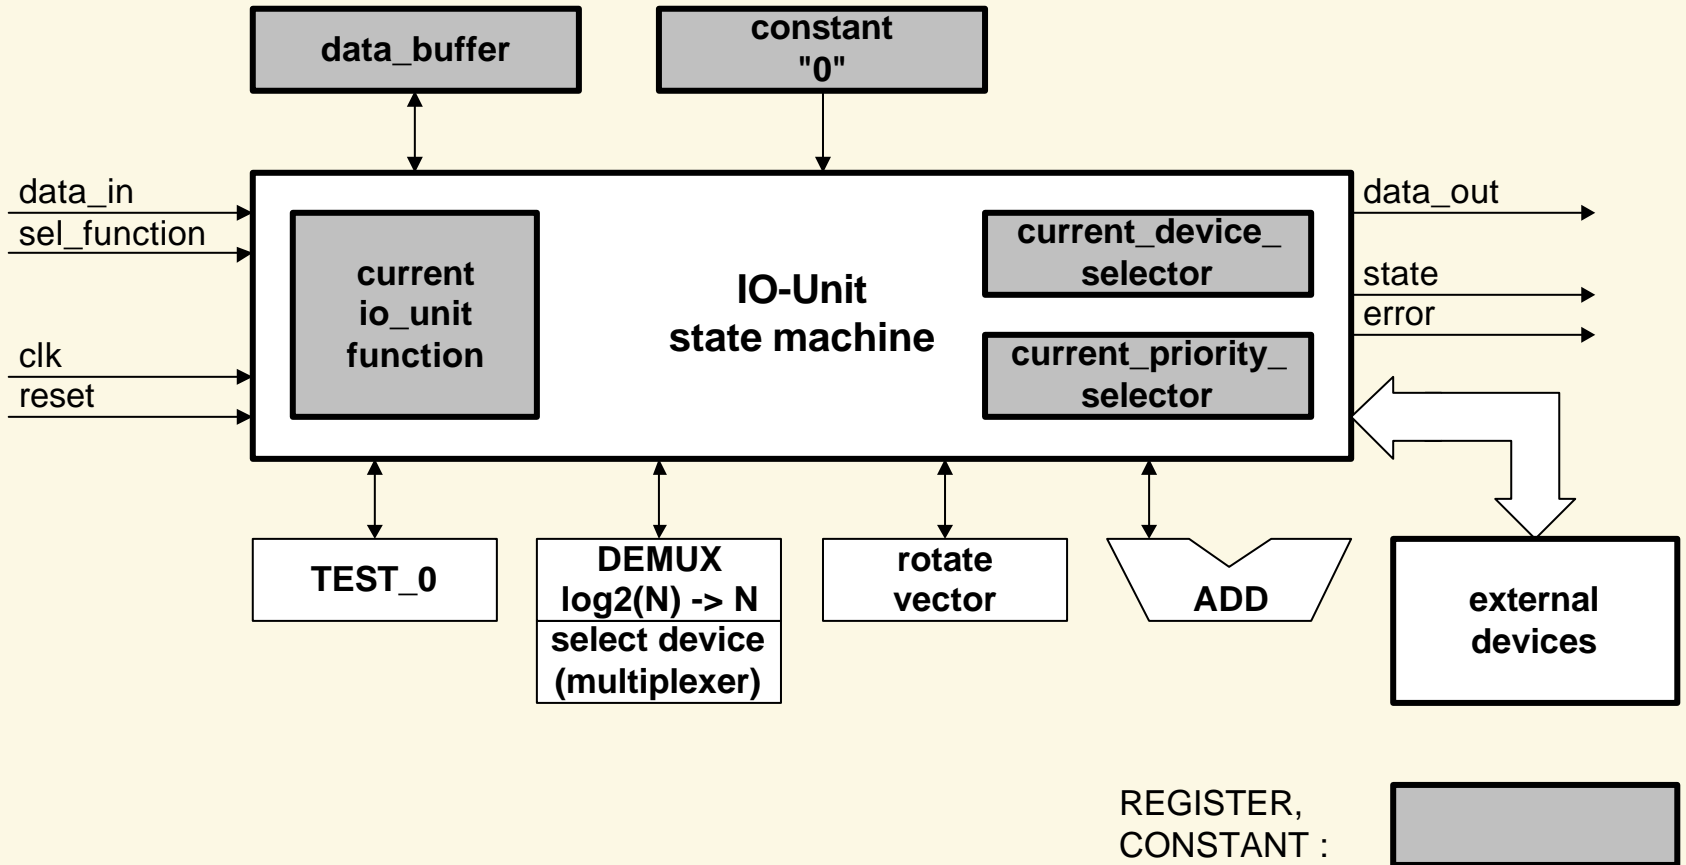 data_buffer
constant
"0"
data_in
sel_function
clk
reset
current
io_unit
function
IO-Unit
state machine
current_device_
selector
current_priority_
selector
data_out
state
error
TEST_0
DEMUX
log2(N) -> N
select device
(multiplexer)
rotate
vector
ADD
external
devices
REGISTER,
CONSTANT :